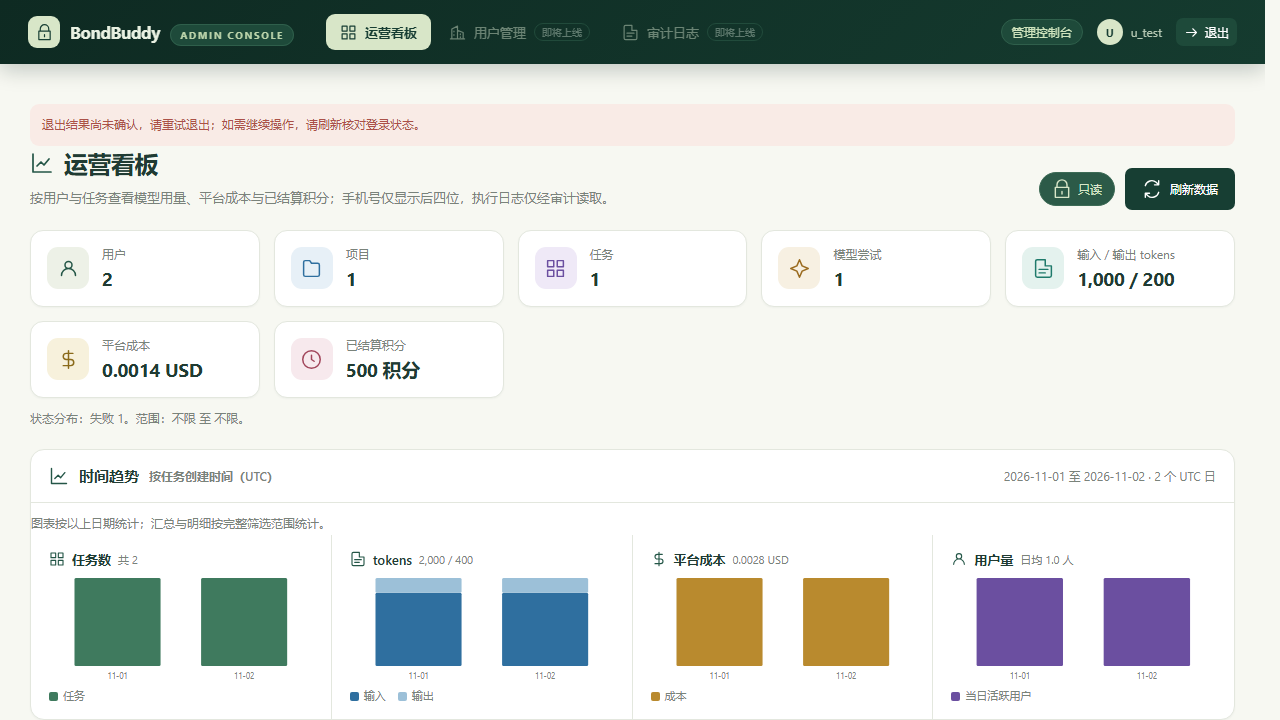 BondBuddy ADMIN CONSOLE 运营看板 用户管理 即将上线 审计日志 即将上线 管理控制台 U u_test 退出
退出结果尚未确认，请重试退出；如需继续操作，请刷新核对登录状态。
运营看板
按用户与任务查看模型用量、平台成本与已结算积分；手机号仅显示后四位，执行日志仅经审计读取。
只读 刷新数据
用户
2
项目
1
任务
1
模型尝试
1
输入 / 输出 tokens
1,000 / 200
平台成本
0.0014 USD
已结算积分
500 积分
状态分布：失败 1。范围：不限 至 不限。
时间趋势 按任务创建时间（UTC） 2026-11-01 至 2026-11-02 · 2 个 UTC 日
图表按以上日期统计；汇总与明细按完整筛选范围统计。
任务数 共 2
11-01 11-02
任务
tokens 2,000 / 400
11-01 11-02
输入 输出
平台成本 0.0028 USD
11-01 11-02
成本
用户量 日均 1.0 人
11-01 11-02
当日活跃用户